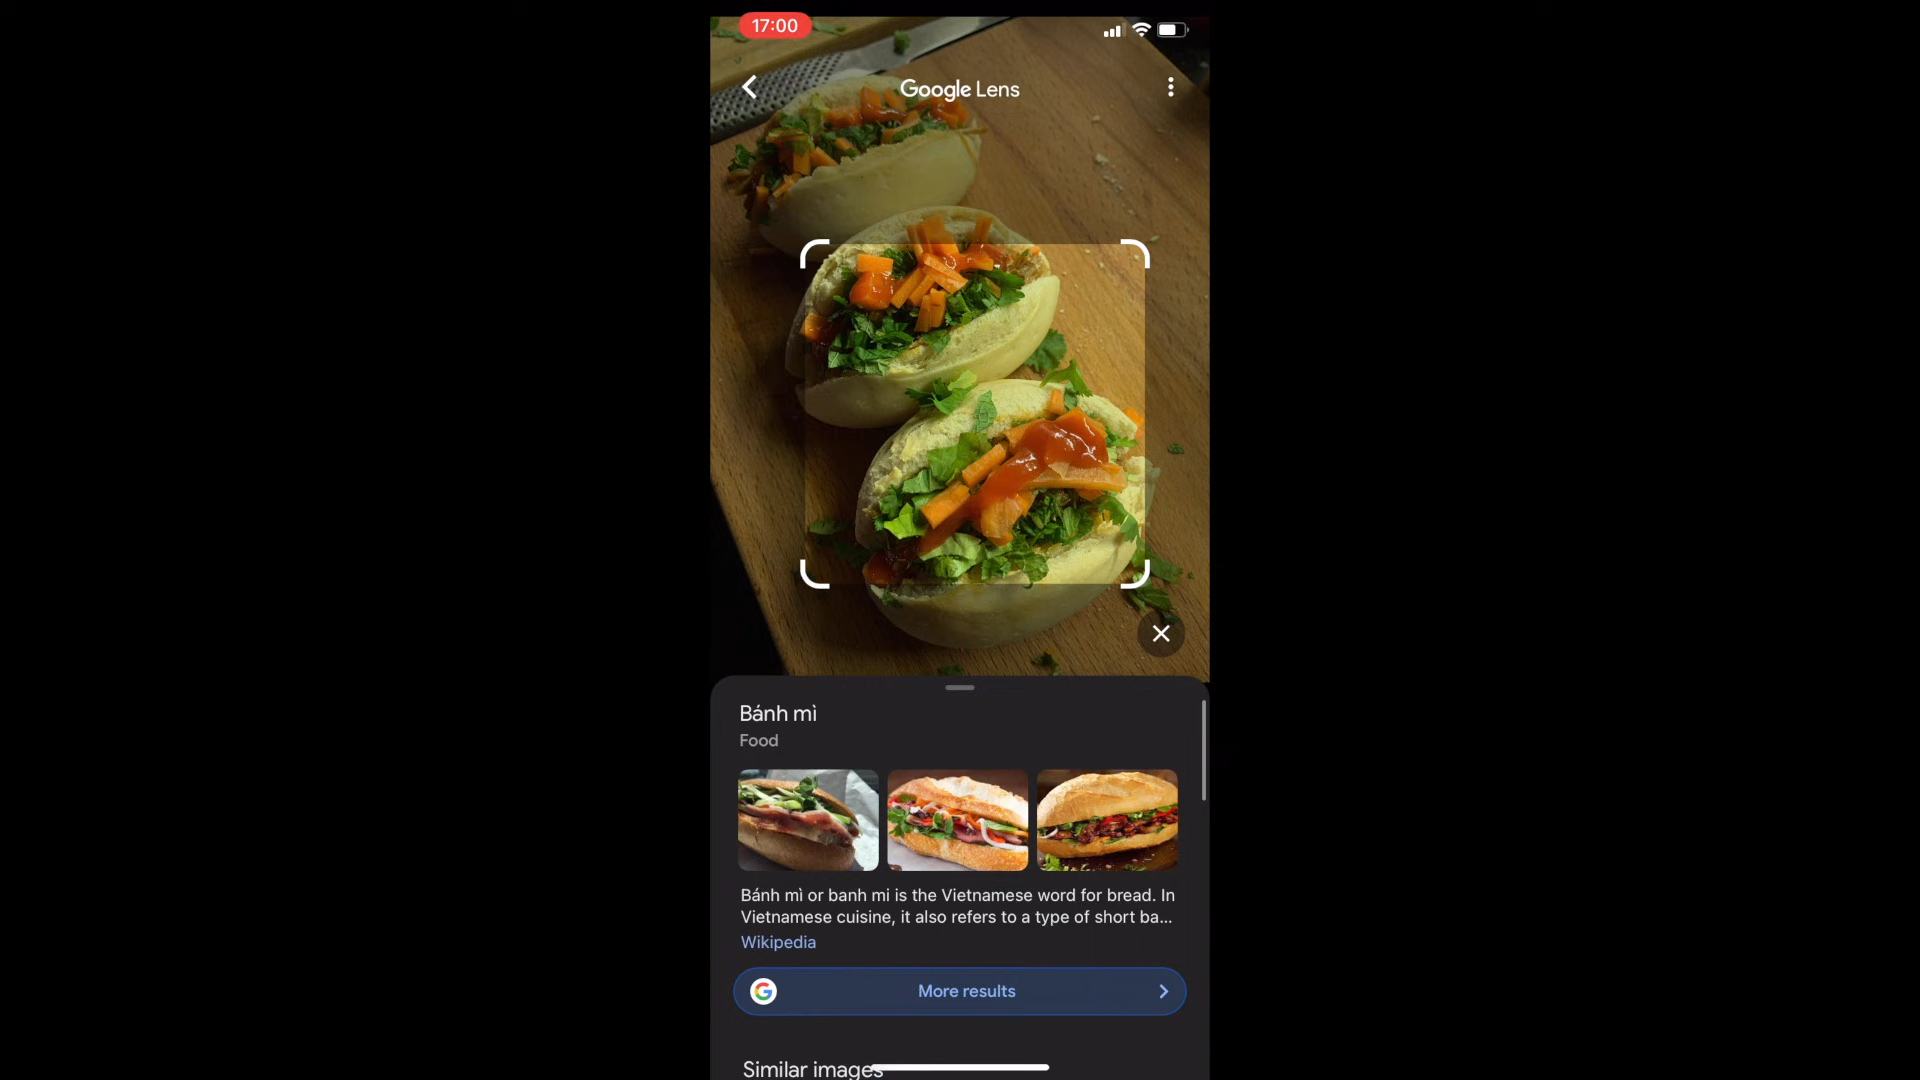 17:00
Google Lens
Bánh mì
Food
Bánh mì or banh mi is the Vietnamese word for bread. In
Vietnamese cuisine, it also refers to a type of short ba...
Wikipedia
G
More results
Similar images